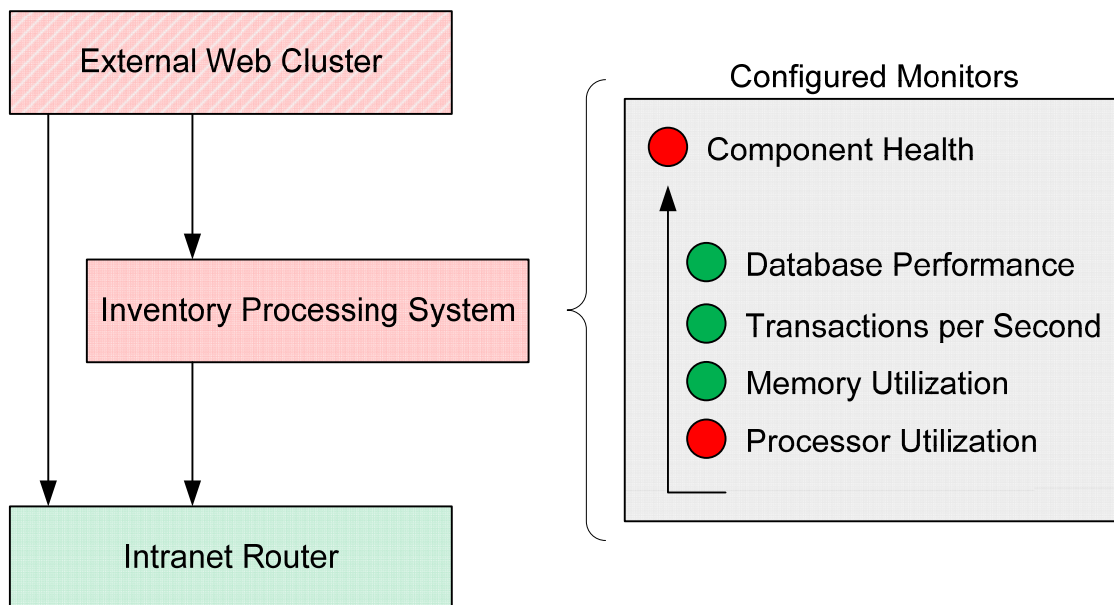 External Web Cluster
Configured Monitors
Component Health
Database Performance
Inventory Processing System
Transactions per Second
Memory Utilization
Processor Utilization
Intranet Router